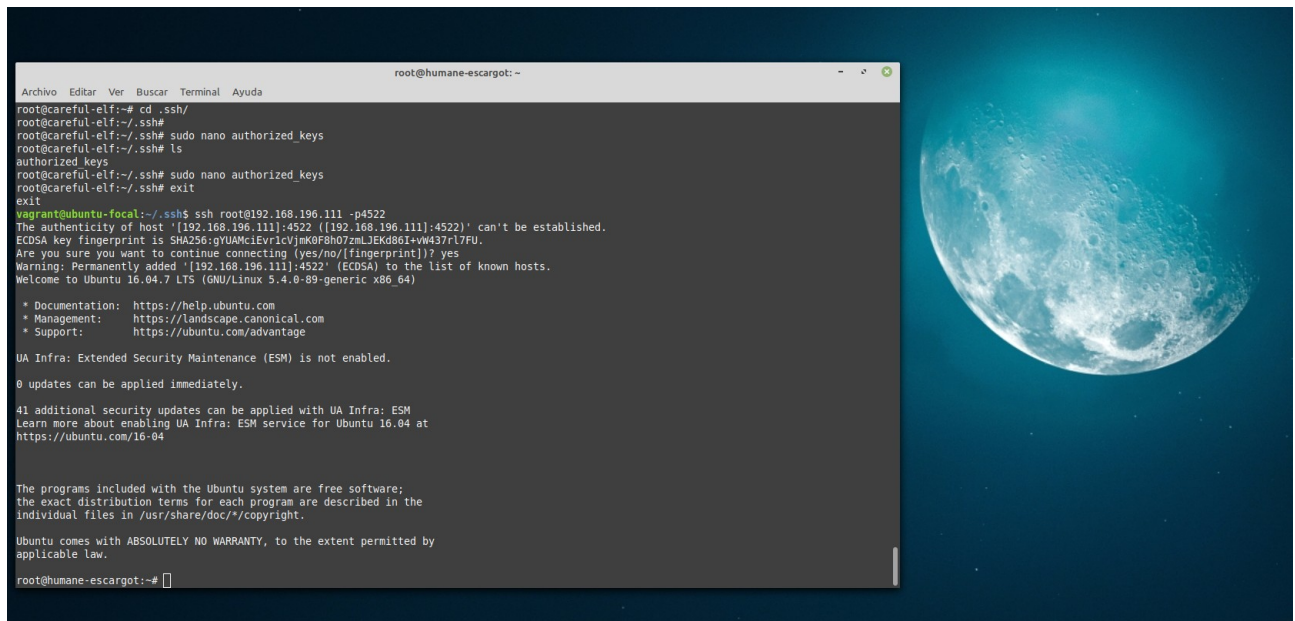 root@humane-escargot: ~
Archivo Editar Ver Buscar Terminal Ayuda
root@careful-elf:~# cd .ssh/
root@careful-elf:~/.ssh#
root@careful-elf:~/.ssh# sudo nano authorized_keys
root@careful-elf:~/.ssh# ls
authorized_keys
root@careful-elf:~/.ssh# sudo nano authorized_keys
root@careful-elf:~/.ssh# exit
exit
vagrant@ubuntu-focal:~/.ssh$ ssh root@192.168.196.111 -p4522
The authenticity of host '[192.168.196.111]:4522 ([192.168.196.111]:4522)' can't be established.
ECDSA key fingerprint is SHA256:gYUAMciEvr1cVjmK0F8hO7zmLJEKd86I+vW437rl7FU.
Are you sure you want to continue connecting (yes/no/[fingerprint])? yes
Warning: Permanently added '[192.168.196.111]:4522' (ECDSA) to the list of known hosts.
Welcome to Ubuntu 16.04.7 LTS (GNU/Linux 5.4.0-89-generic x86_64)
* Documentation: https://help.ubuntu.com
* Management: https://landscape.canonical.com
* Support: https://ubuntu.com/advantage
UA Infra: Extended Security Maintenance (ESM) is not enabled.
0 updates can be applied immediately.
41 additional security updates can be applied with UA Infra: ESM
Learn more about enabling UA Infra: ESM service for Ubuntu 16.04 at
https://ubuntu.com/16-04
The programs included with the Ubuntu system are free software;
the exact distribution terms for each program are described in the
individual files in /usr/share/doc/*/copyright.
Ubuntu comes with ABSOLUTELY NO WARRANTY, to the extent permitted by
applicable law.
root@humane-escargot:~#